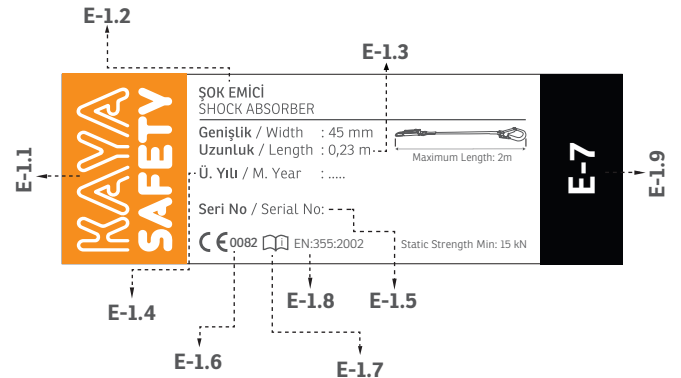 E-1.2
E-1.3
KAYA
SAFETY
ŞOK EMİCİ
SHOCK ABSORBER
Genişlik / Width : 45 mm
Uzunluk / Length : 0,23 m
Maximum Length: 2m
Ü. Yılı / M. Year : .....
Seri No / Serial No:
CE 0082 i EN:355:2002
Static Strength Min: 15 kN
E-7
E-1.1
E-1.9
E-1.4
E-1.8
E-1.5
E-1.6
E-1.7